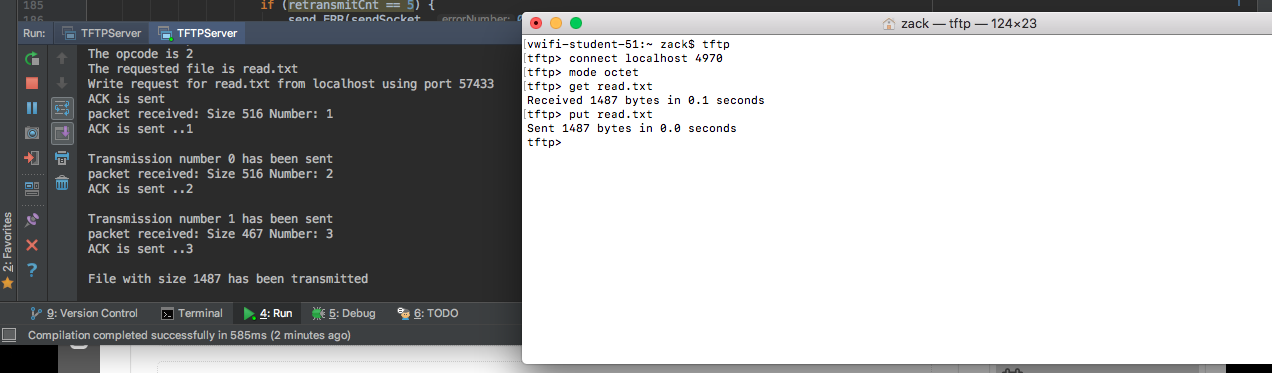 185
if (retransmitCnt == 5) {
186
send_ERR(sendSocket, errorNumber:
Run: TFTPServer TFTPServer
The opcode is 2
The requested file is read.txt
Write request for read.txt from localhost using port 57433
ACK is sent
packet received: Size 516 Number: 1
ACK is sent ..1
Transmission number 0 has been sent
packet received: Size 516 Number: 2
ACK is sent ..2
Transmission number 1 has been sent
packet received: Size 467 Number: 3
ACK is sent ..3
File with size 1487 has been transmitted
2: Favorites
9: Version Control Terminal 4: Run 5: Debug 6: TODO
Compilation completed successfully in 585ms (2 minutes ago)
zack — tftp — 124×23
[vwifi-student-51:~ zack$ tftp
[tftp> connect localhost 4970
[tftp> mode octet
[tftp> get read.txt
Received 1487 bytes in 0.1 seconds
[tftp> put read.txt
Sent 1487 bytes in 0.0 seconds
tftp>